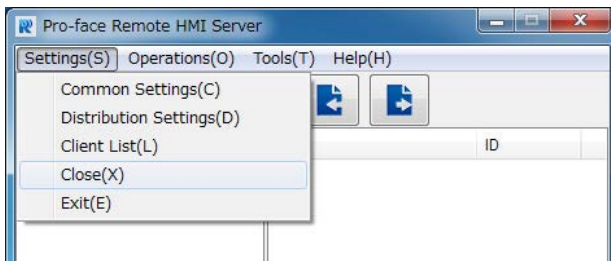 Pro-face Remote HMI Server
Settings(S) Operations(O) Tools(T) Help(H)
Common Settings(C)
Distribution Settings(D)
Client List(L)
Close(X)
Exit(E)
ID